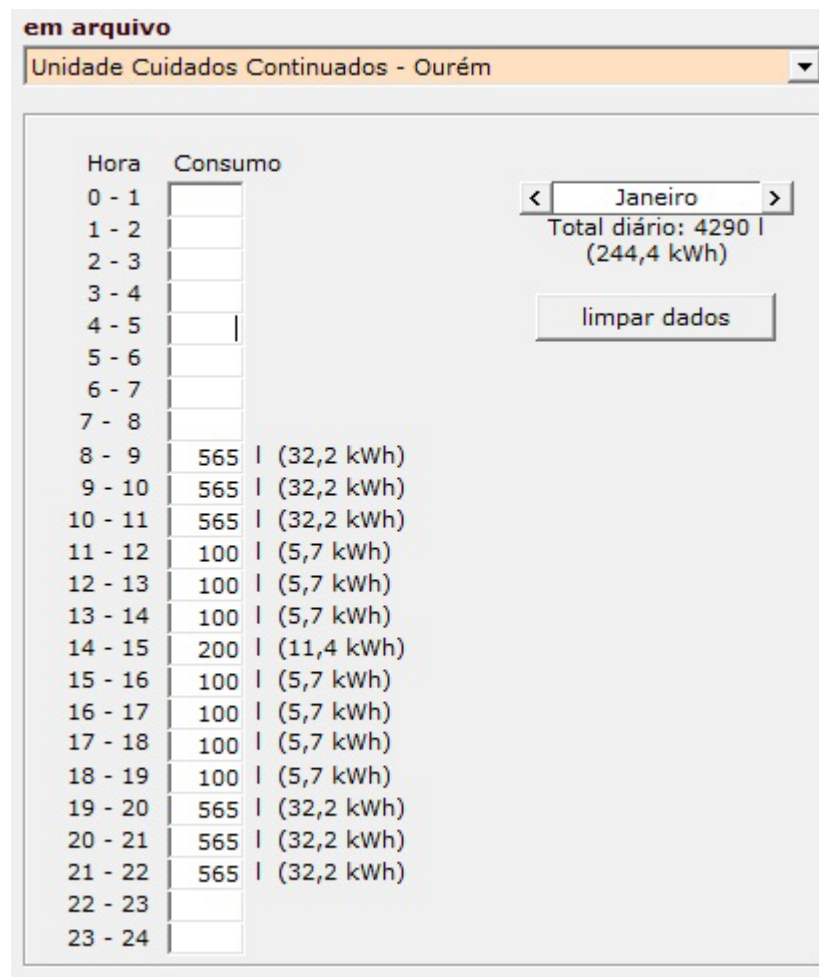 em arquivo
Unidade Cuidados Continuados - Ourém
Hora Consumo
0 - 1
< Janeiro >
1 - 2
Total diário: 4290 l
2 - 3
(244,4 kWh)
3 - 4
limpar dados
4 - 5
5 - 6
6 - 7
7 - 8
8 - 9 565 l (32,2 kWh)
9 - 10 565 l (32,2 kWh)
10 - 11 565 l (32,2 kWh)
11 - 12 100 l (5,7 kWh)
12 - 13 100 l (5,7 kWh)
13 - 14 100 l (5,7 kWh)
14 - 15 200 l (11,4 kWh)
15 - 16 100 l (5,7 kWh)
16 - 17 100 l (5,7 kWh)
17 - 18 100 l (5,7 kWh)
18 - 19 100 l (5,7 kWh)
19 - 20 565 l (32,2 kWh)
20 - 21 565 l (32,2 kWh)
21 - 22 565 l (32,2 kWh)
22 - 23
23 - 24